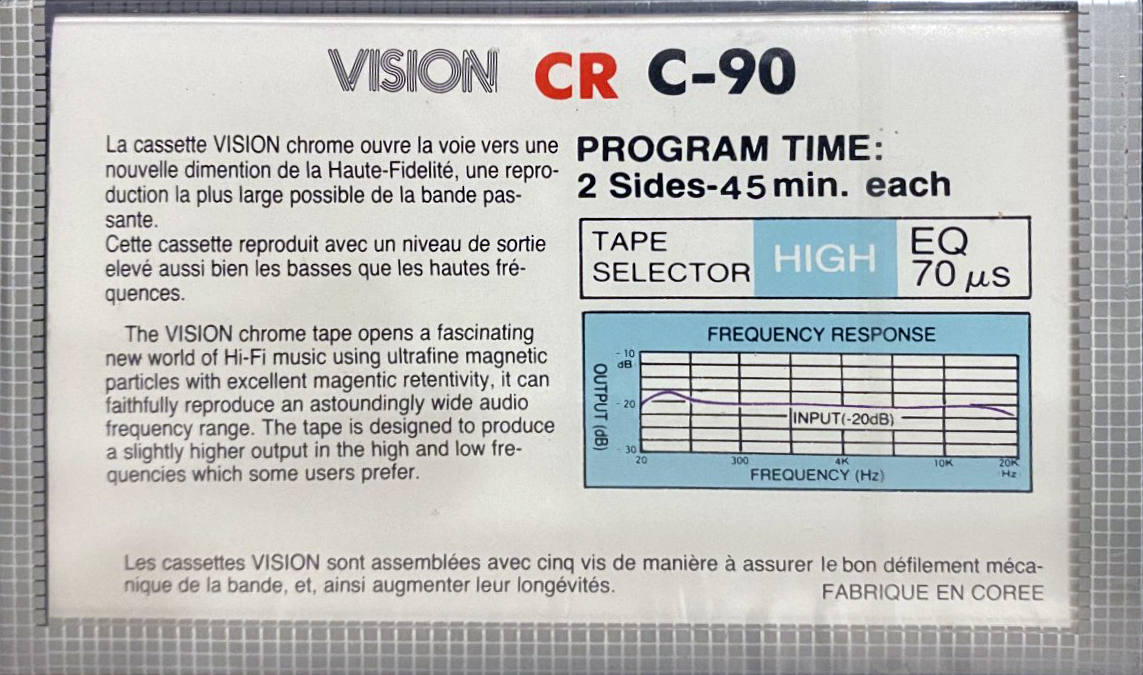 VISION CR C-90
La cassette VISION chrome ouvre la voie vers une
nouvelle dimention de la Haute-Fidelité, une repro-
duction la plus large possible de la bande pas-
sante.
Cette cassette reproduit avec un niveau de sortie
elevé aussi bien les basses que les hautes fré-
quences.
The VISION chrome tape opens a fascinating
new world of Hi-Fi music using ultrafine magnetic
particles with excellent magentic retentivity, it can
faithfully reproduce an astoundingly wide audio
frequency range. The tape is designed to produce
a slightly higher output in the high and low fre-
quencies which some users prefer.
PROGRAM TIME:
2 Sides-45 min. each
TAPE
SELECTOR
HIGH
EQ
70 μs
FREQUENCY RESPONSE
OUTPUT (dB)
- 10
dB
- 20
- 30
INPUT(-20dB)
20 300 4K 10K 20K
Hz
FREQUENCY (Hz)
Les cassettes VISION sont assemblées avec cinq vis de manière à assurer le bon défilement méca-
nique de la bande, et, ainsi augmenter leur longévités.
FABRIQUE EN COREE